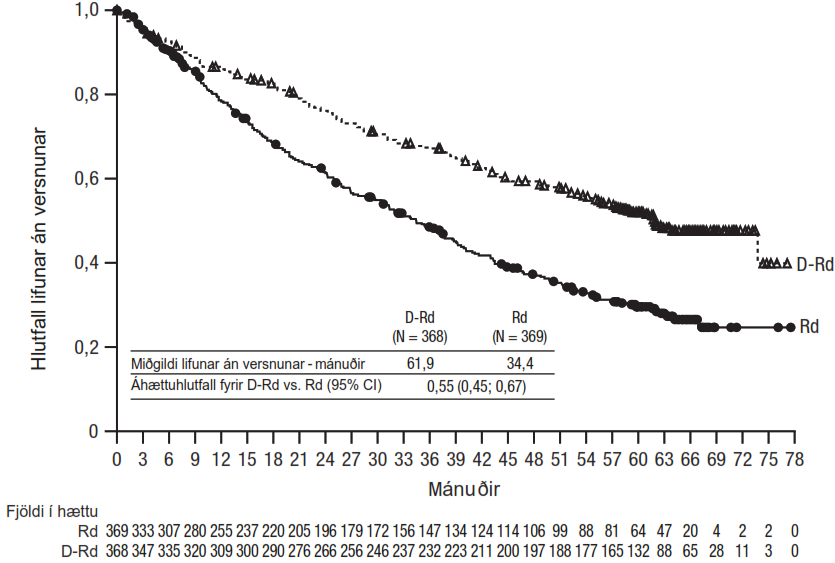 Hlutfall lifunar án versnunar
1,0
0,8
0,6
0,4
0,2
0
D-Rd
Rd
D-Rd Rd
(N = 368) (N = 369)
Miðgildi lifunar án versnunar - mánuðir 61,9 34,4
Áhættuhlutfall fyrir D-Rd vs. Rd (95% CI) 0,55 (0,45; 0,67)
0 3 6 9 12 15 18 21 24 27 30 33 36 39 42 45 48 51 54 57 60 63 66 69 72 75 78
Mánuðir
Fjöldi í hættu
Rd 369 333 307 280 255 237 220 205 196 179 172 156 147 134 124 114 106 99 88 81 64 47 20 4 2 2 0
D-Rd 368 347 335 320 309 300 290 276 266 256 246 237 232 223 211 200 197 188 177 165 132 88 65 28 11 3 0